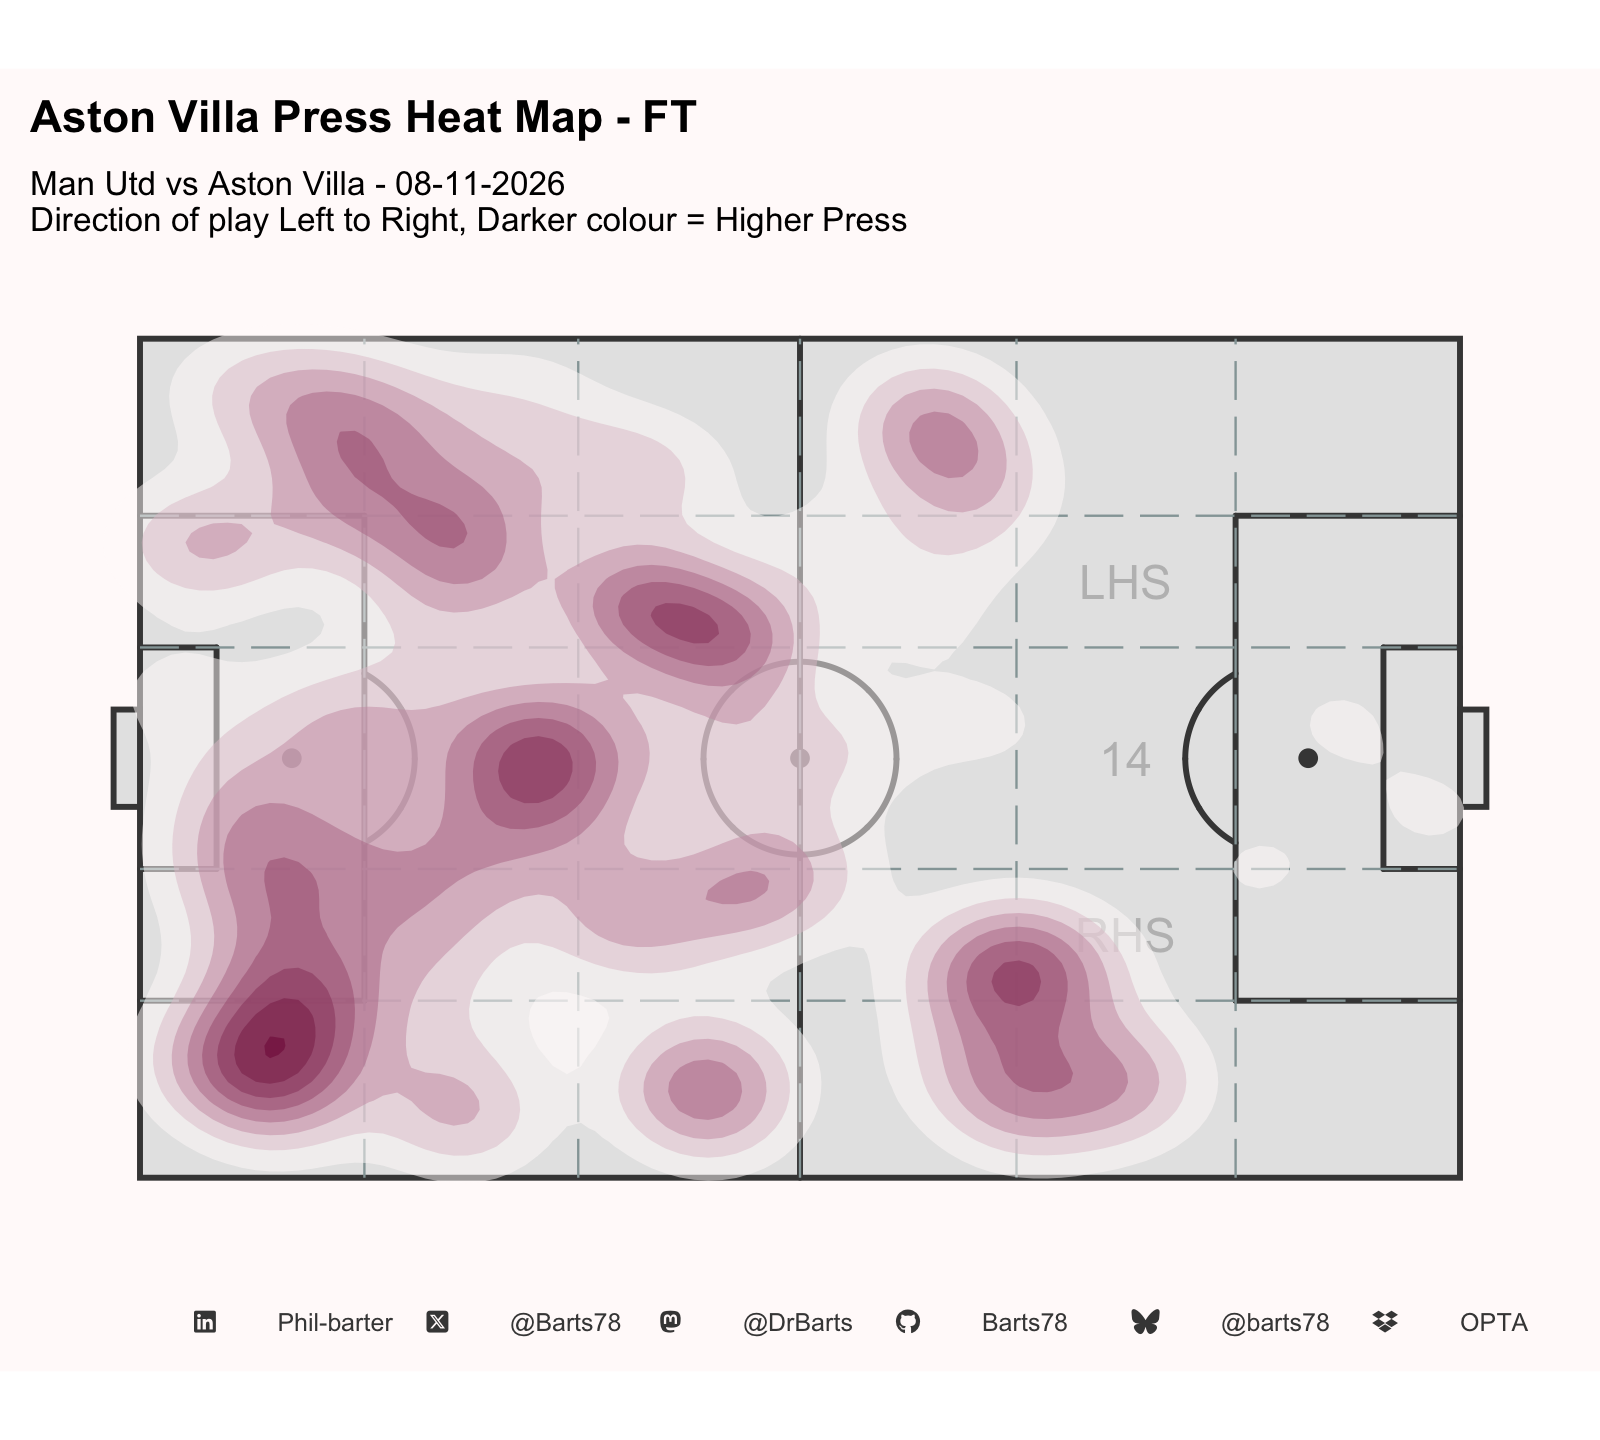 Aston Villa Press Heat Map - FT
Man Utd vs Aston Villa - 08-11-2026
Direction of play Left to Right, Darker colour = Higher Press
LHS
14
RHS
Phil-barter @Barts78 @DrBarts Barts78 @barts78 OPTA